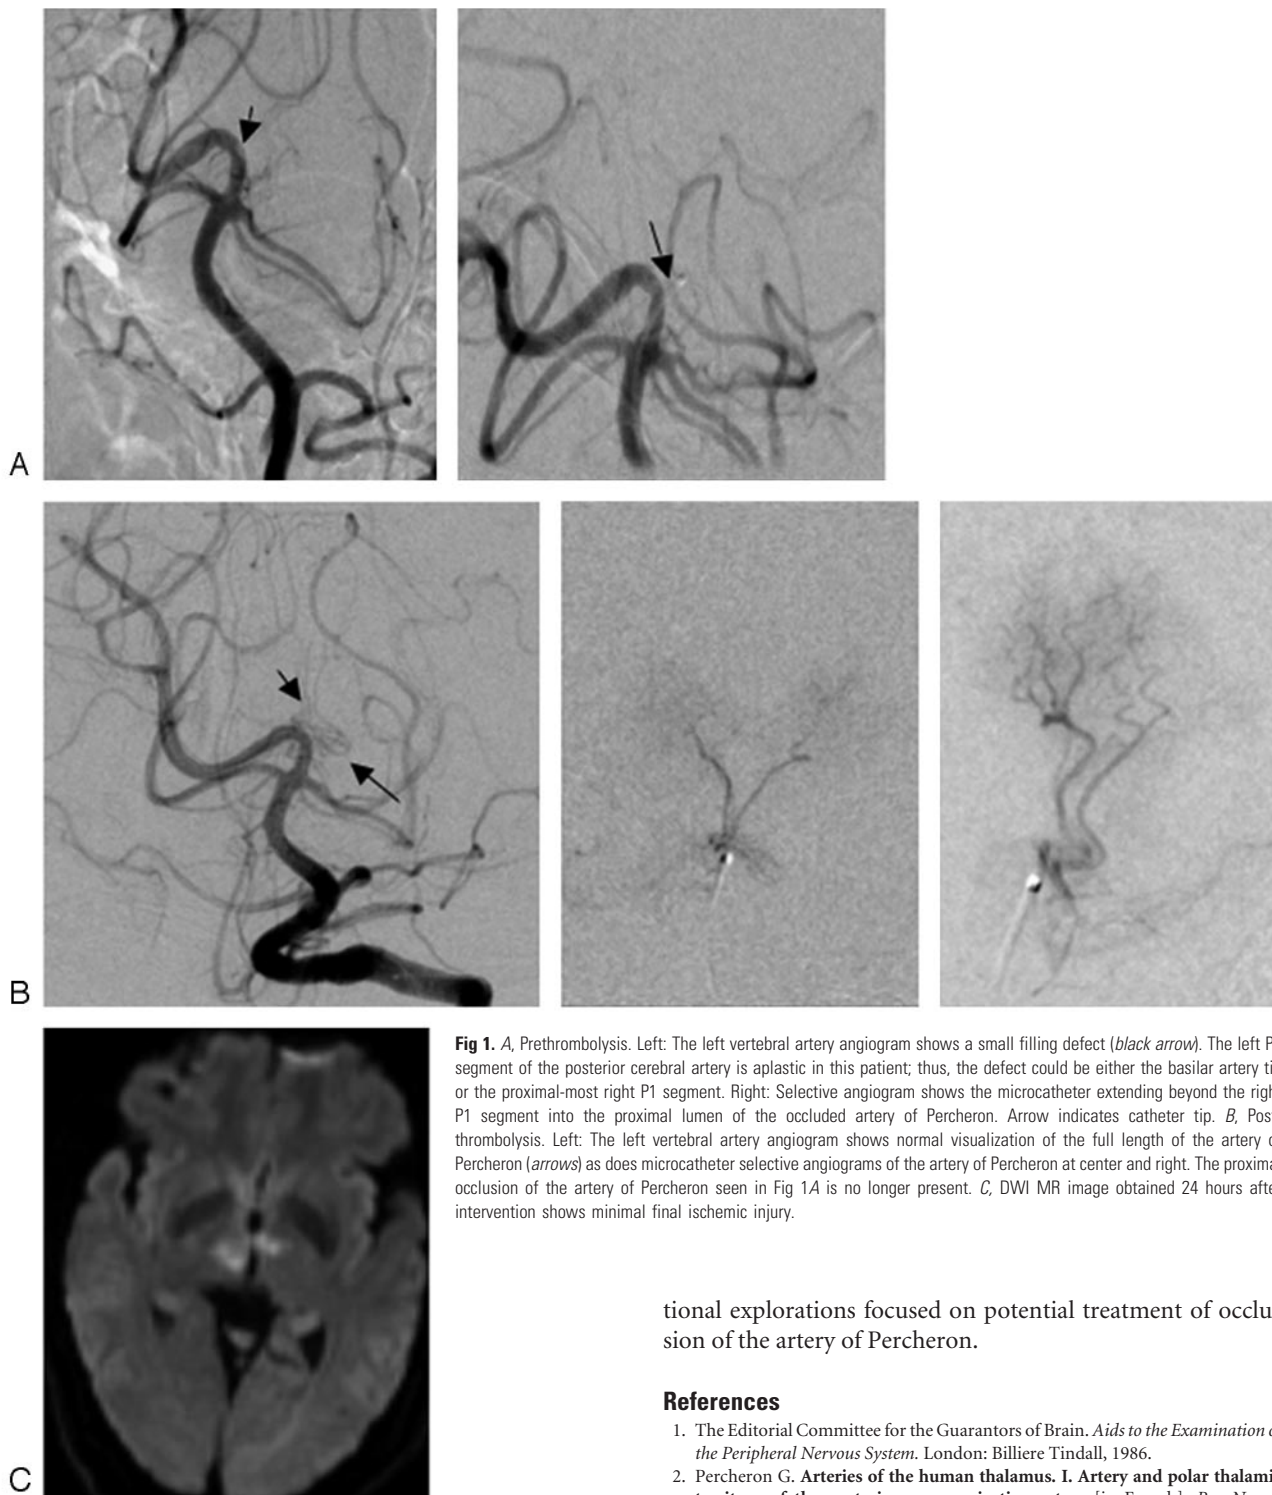 A
B
Fig 1. A, Prethrombolysis. Left: The left vertebral artery angiogram shows a small filling defect (black arrow). The left P
segment of the posterior cerebral artery is aplastic in this patient; thus, the defect could be either the basilar artery ti
or the proximal-most right P1 segment. Right: Selective angiogram shows the microcatheter extending beyond the righ
P1 segment into the proximal lumen of the occluded artery of Percheron. Arrow indicates catheter tip. B, Pos
thrombolysis. Left: The left vertebral artery angiogram shows normal visualization of the full length of the artery o
Percheron (arrows) as does microcatheter selective angiograms of the artery of Percheron at center and right. The proxima
occlusion of the artery of Percheron seen in Fig 1A is no longer present. C, DWI MR image obtained 24 hours afte
intervention shows minimal final ischemic injury.
C
tional explorations focused on potential treatment of occlu
sion of the artery of Percheron.
References
1. The Editorial Committee for the Guarantors of Brain. Aids to the Examination o
the Peripheral Nervous System. London: Billiere Tindall, 1986.
2. Percheron G. Arteries of the human thalamus. I. Artery and polar thalami